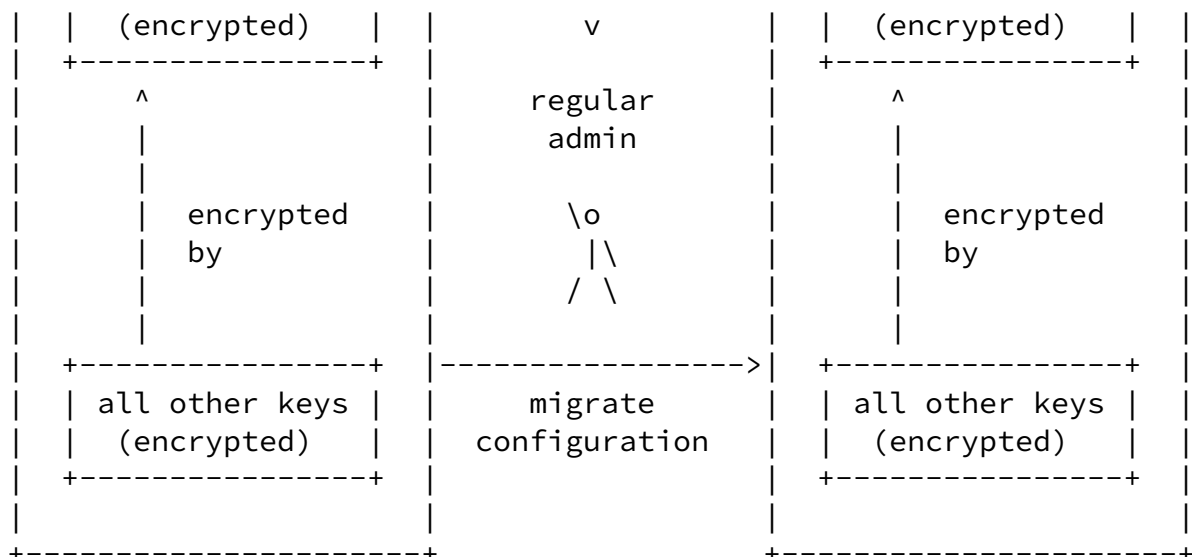 |  |  (encrypted)   |  |        v         |  |  (encrypted)   |  |
|  +----------------+  |                  |  +----------------+  |
|      ^               |     regular      |      ^               |
|      |               |      admin       |      |               |
|      |               |                  |      |               |
|      |  encrypted    |       \o         |      |  encrypted    |
|      |  by           |        |\        |      |  by           |
|      |               |       / \        |      |               |
|      |               |                  |      |               |
|  +----------------+  |----------------->|  +----------------+  |
|  | all other keys |  |     migrate      |  | all other keys |  |
|  |  (encrypted)   |  |  configuration   |  |  (encrypted)   |  |
|  +----------------+  |                  |  +----------------+  |
|                      |                  |                      |
+----------------------+                  +----------------------+